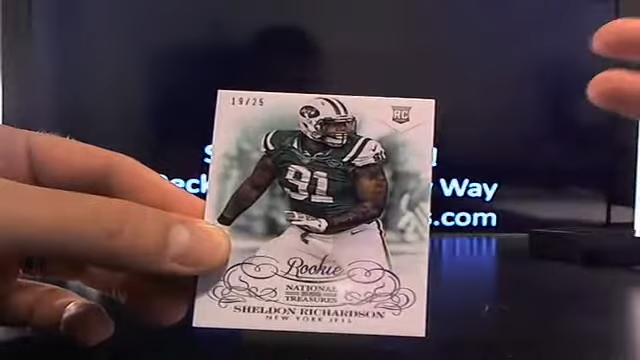 19/25
RC
91
Rookie
NATIONAL
TREASURES
SHELDON RICHARDSON
NEW YORK JETS
Way
s.com